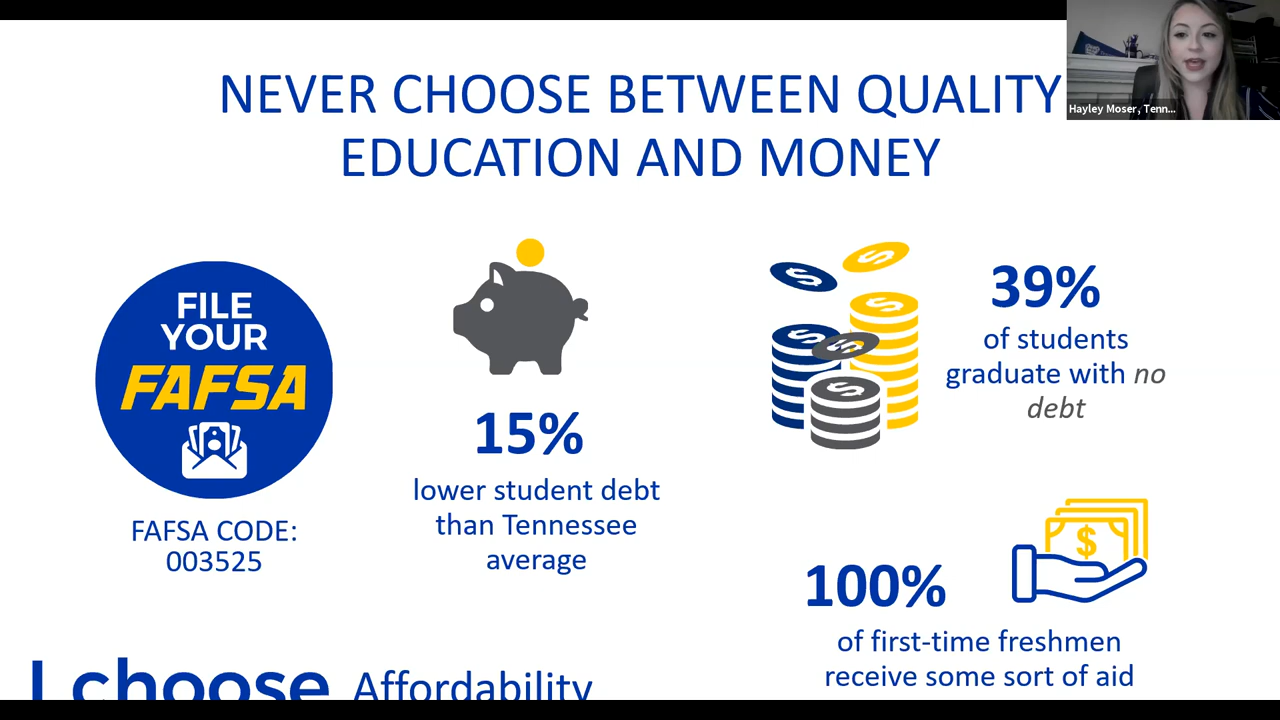 NEVER CHOOSE BETWEEN QUALITY
EDUCATION AND MONEY
Hayley Moser, Tenn...
FILE
YOUR
FAFSA
FAFSA CODE:
003525
15%
lower student debt
than Tennessee
average
39%
of students
graduate with no
debt
100%
of first-time freshmen
receive some sort of aid
I choose Affordability